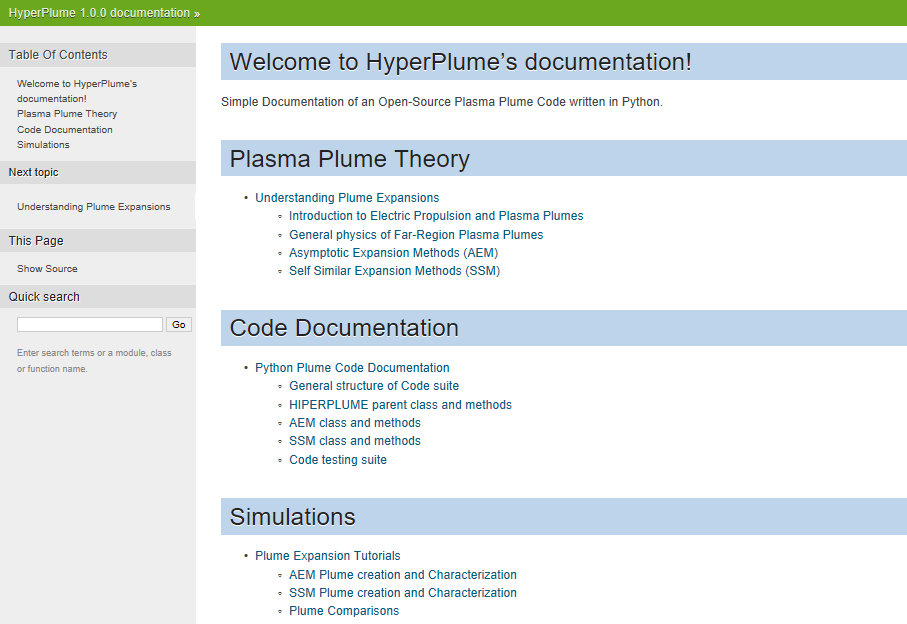 HyperPlume 1.0.0 documentation »
Table Of Contents
Welcome to HyperPlume's
documentation!
Plasma Plume Theory
Code Documentation
Simulations
Next topic
Understanding Plume Expansions
This Page
Show Source
Quick search
Go
Enter search terms or a module, class
or function name.
Welcome to HyperPlume's documentation!
Simple Documentation of an Open-Source Plasma Plume Code written in Python.
Plasma Plume Theory
• Understanding Plume Expansions
◦ Introduction to Electric Propulsion and Plasma Plumes
◦ General physics of Far-Region Plasma Plumes
◦ Asymptotic Expansion Methods (AEM)
◦ Self Similar Expansion Methods (SSM)
Code Documentation
• Python Plume Code Documentation
◦ General structure of Code suite
◦ HIPERPLUME parent class and methods
◦ AEM class and methods
◦ SSM class and methods
◦ Code testing suite
Simulations
• Plume Expansion Tutorials
◦ AEM Plume creation and Characterization
◦ SSM Plume creation and Characterization
◦ Plume Comparisons